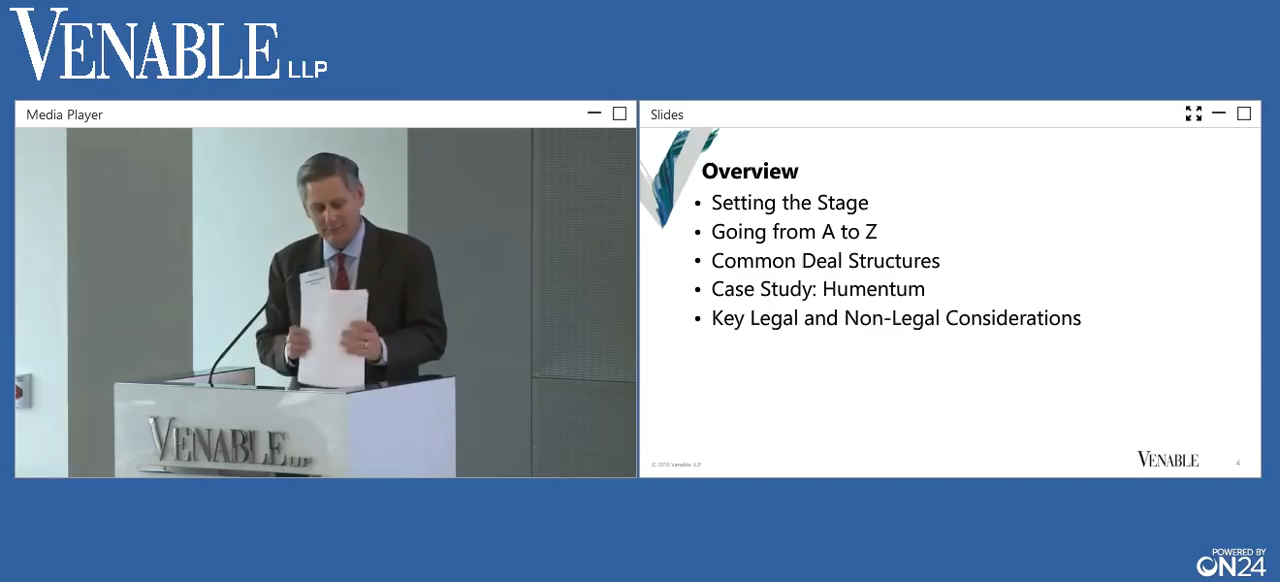 VENABLE LLP
Media Player
Slides
VENABLE LLP
Overview
• Setting the Stage
• Going from A to Z
• Common Deal Structures
• Case Study: Humentum
• Key Legal and Non-Legal Considerations
VENABLE
4
POWERED BY
ON24